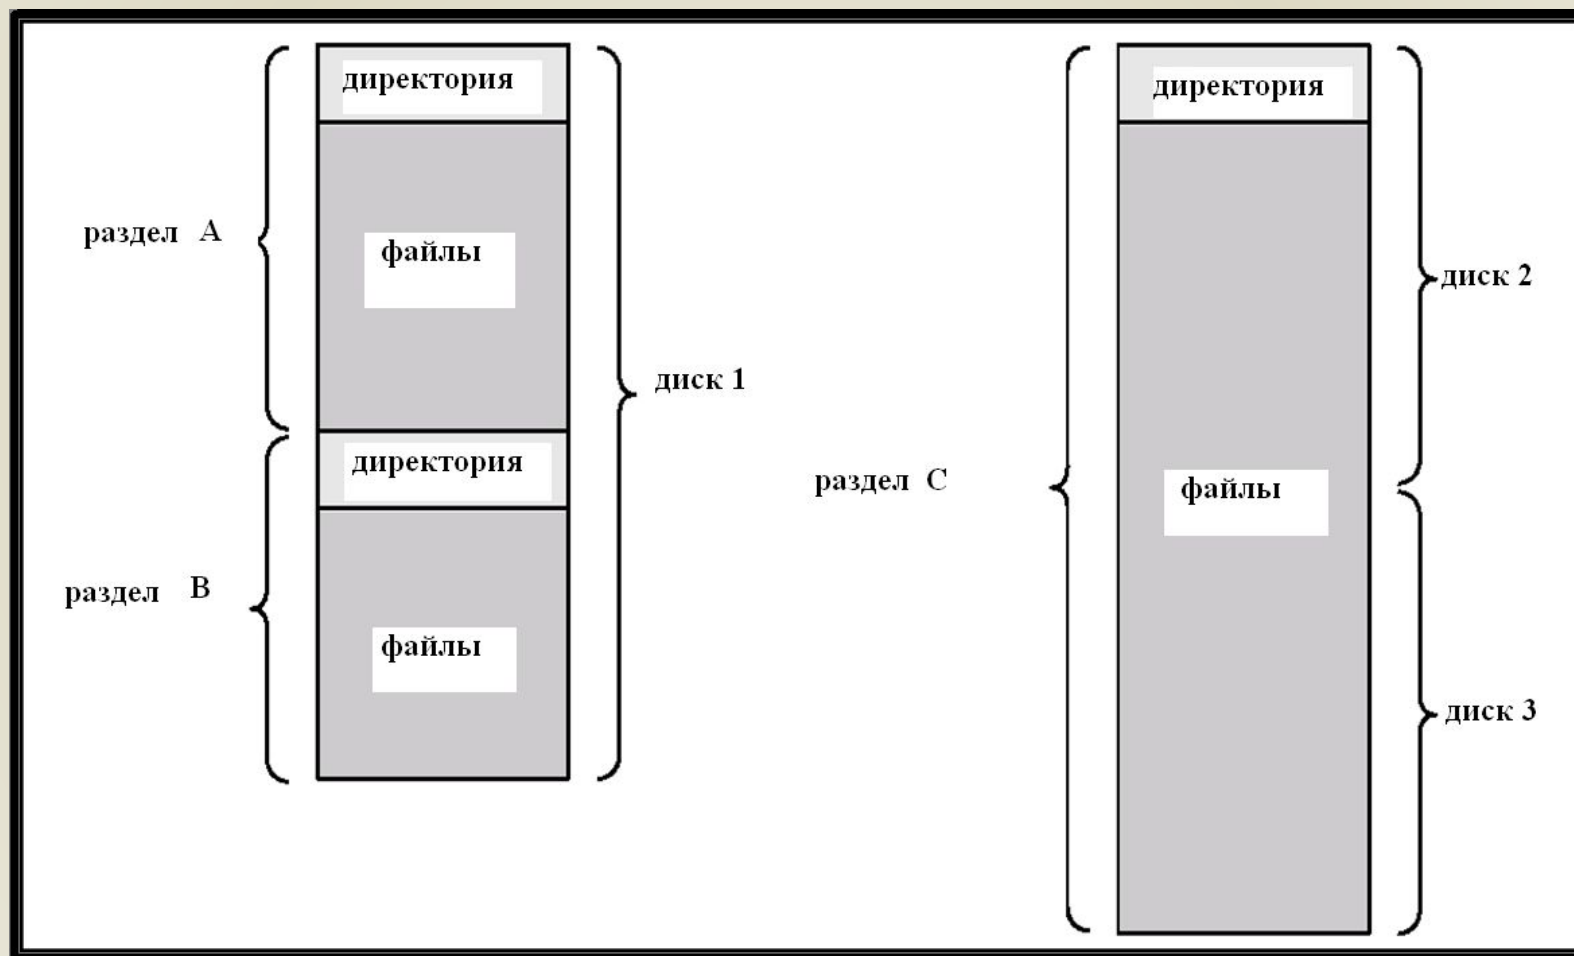 директория
раздел A
файлы
диск 1
директория
раздел B
файлы
директория
диск 2
раздел C
файлы
диск 3